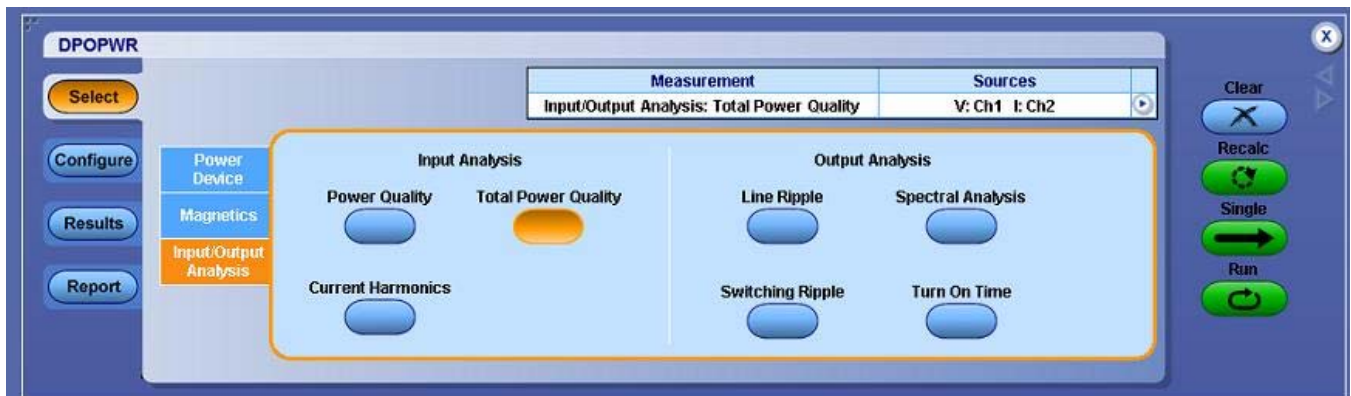 DPOPWR
X
Select
Configure
Results
Report
Measurement Sources
Input/Output Analysis: Total Power Quality V: Ch1 I: Ch2
Power
Device
Magnetics
Input/Output
Analysis
Input Analysis
Power Quality Total Power Quality
Current Harmonics
Output Analysis
Line Ripple Spectral Analysis
Switching Ripple Turn On Time
Clear
Recalc
Single
Run